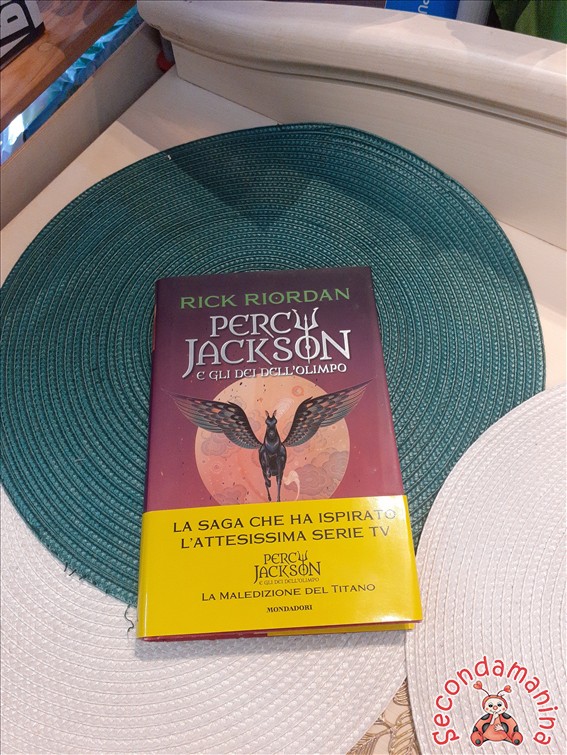 RICK RIORDAN
PERCY
JACKSON
E GLI DEI DELL'OLIMPO
LA SAGA CHE HA ISPIRATO
L'ATTESISSIMA SERIE TV
PERCY
JACKSON
E GLI DEI DELL'OLIMPO
LA MALEDIZIONE DEL TITANO
MONDADORI
Secondamanina